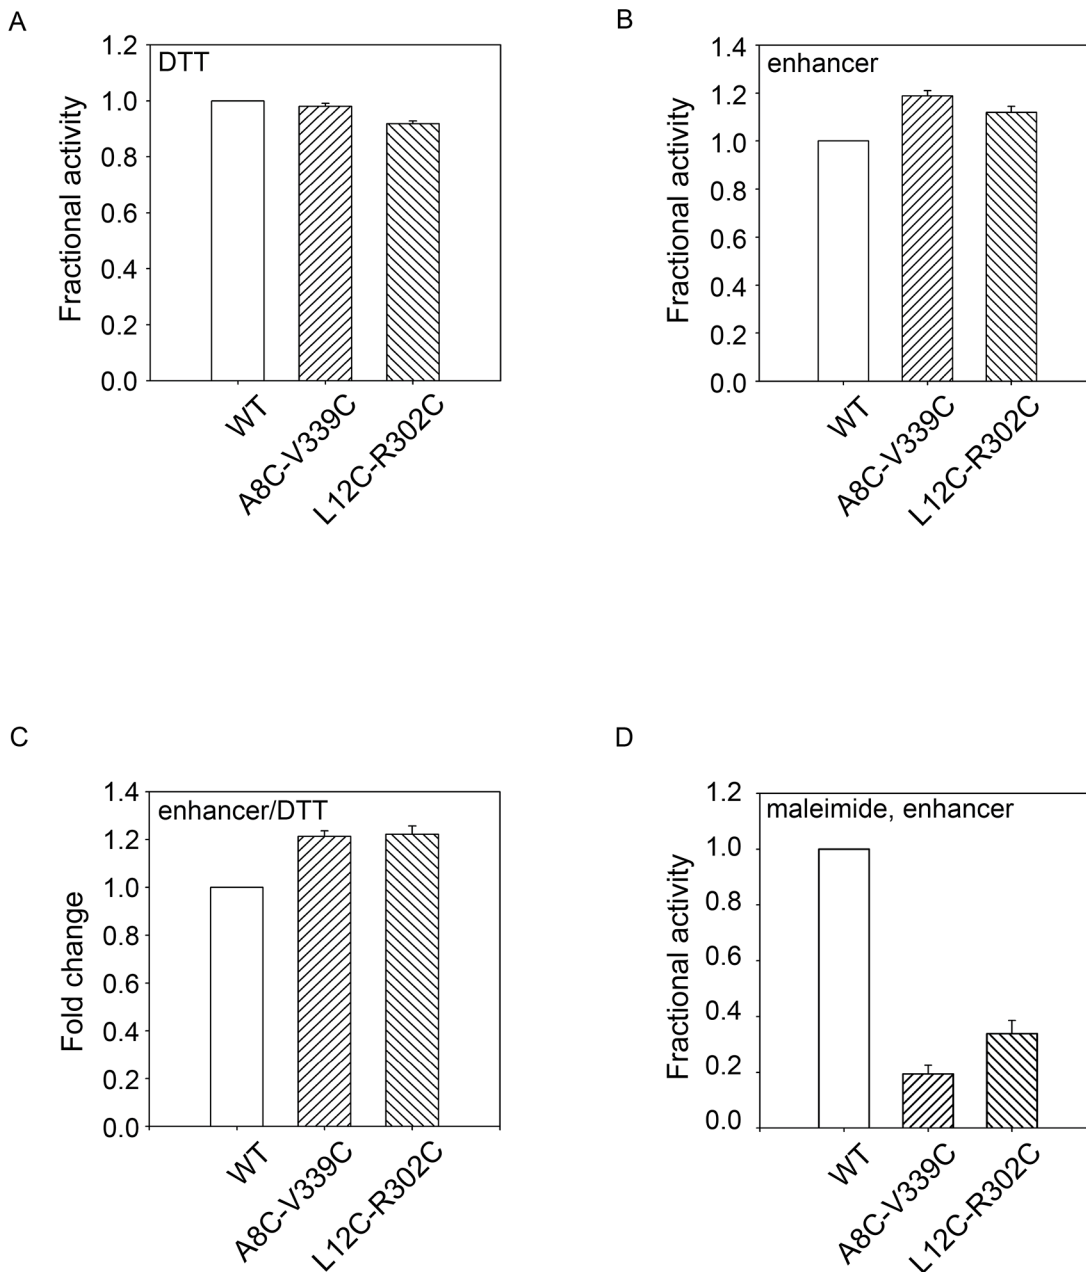 A
DTT
Fractional activity
1.2
1.0
0.8
0.6
0.4
0.2
0.0
WT
A8C-V339C
L12C-R302C
B
enhancer
Fractional activity
1.4
1.2
1.0
0.8
0.6
0.4
0.2
0.0
WT
A8C-V339C
L12C-R302C
C
enhancer/DTT
Fold change
1.4
1.2
1.0
0.8
0.6
0.4
0.2
0.0
WT
A8C-V339C
L12C-R302C
D
maleimide, enhancer
Fractional activity
1.2
1.0
0.8
0.6
0.4
0.2
0.0
WT
A8C-V339C
L12C-R302C